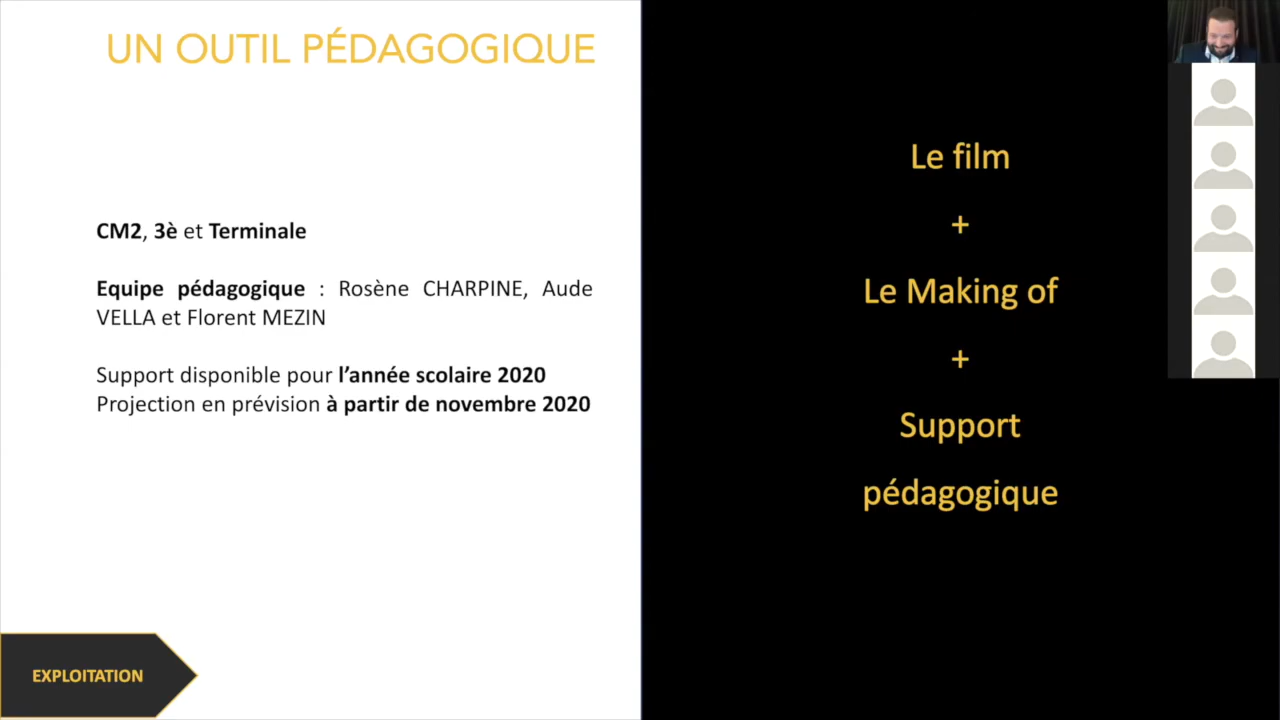 UN OUTIL PÉDAGOGIQUE
CM2, 3è et Terminale
Equipe pédagogique : Rosène CHARPINE, Aude
VELLA et Florent MEZIN
Support disponible pour l’année scolaire 2020
Projection en prévision à partir de novembre 2020
EXPLOITATION
Le film
+
Le Making of
+
Support
pédagogique